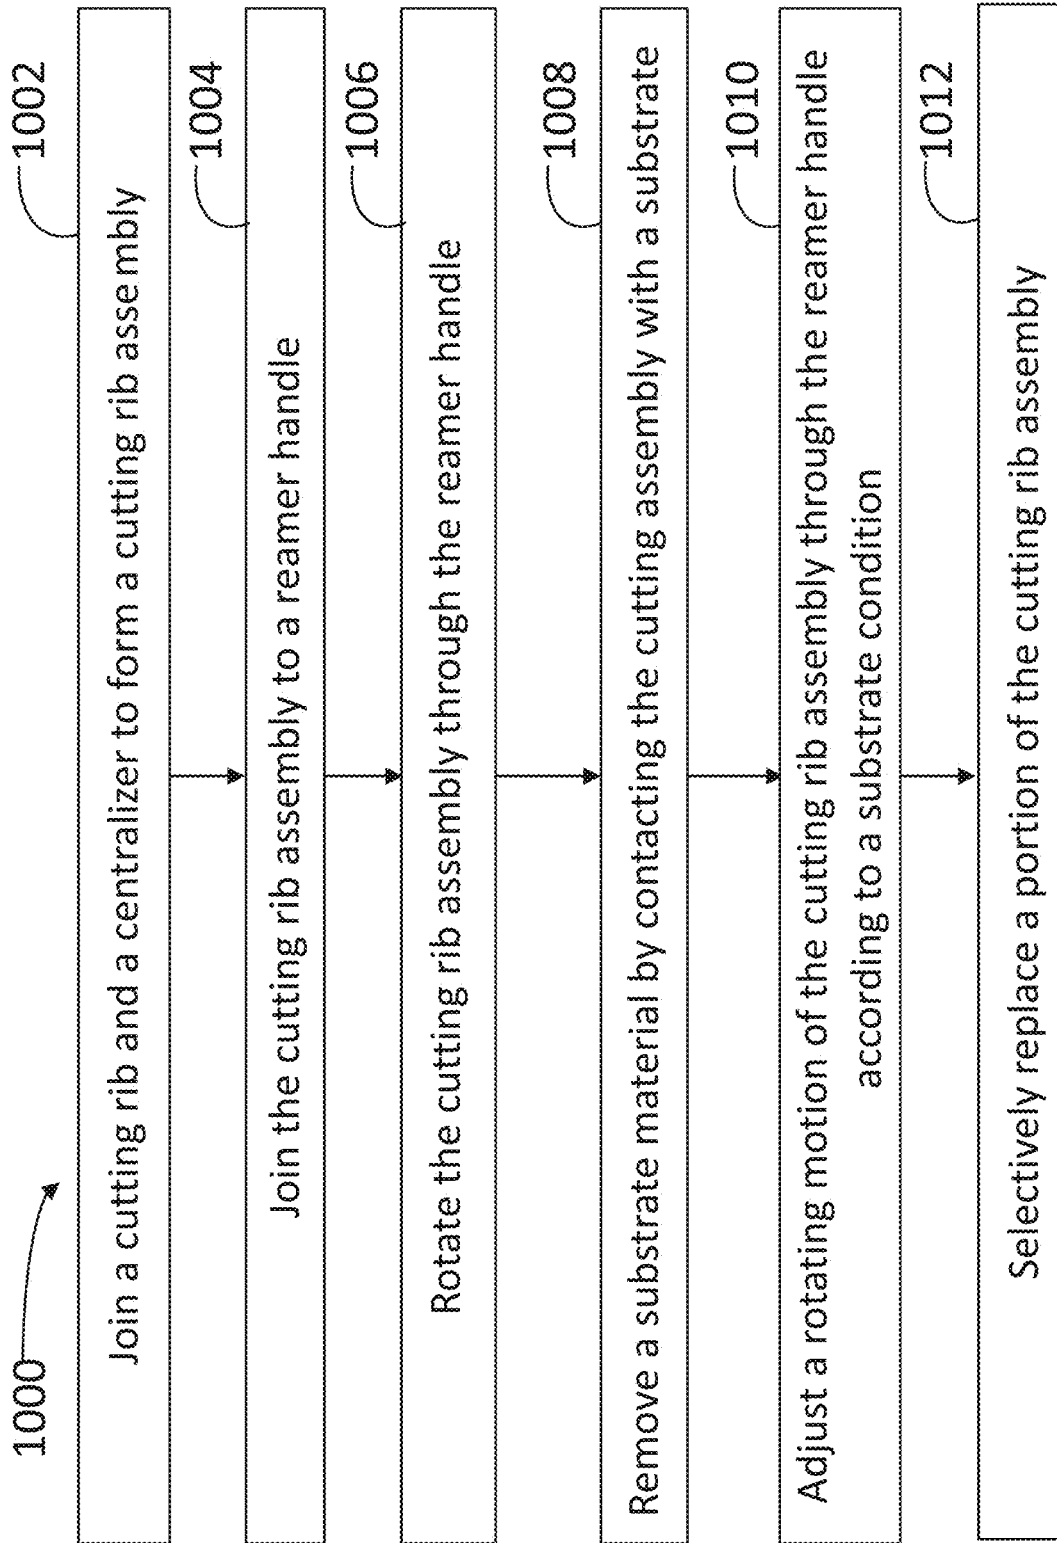 1000
1002
Join a cutting rib and a centralizer to form a cutting rib assembly
1004
Join the cutting rib assembly to a reamer handle
1006
Rotate the cutting rib assembly through the reamer handle
1008
Remove a substrate material by contacting the cutting assembly with a substrate
1010
Adjust a rotating motion of the cutting rib assembly through the reamer handle
according to a substrate condition
1012
Selectively replace a portion of the cutting rib assembly